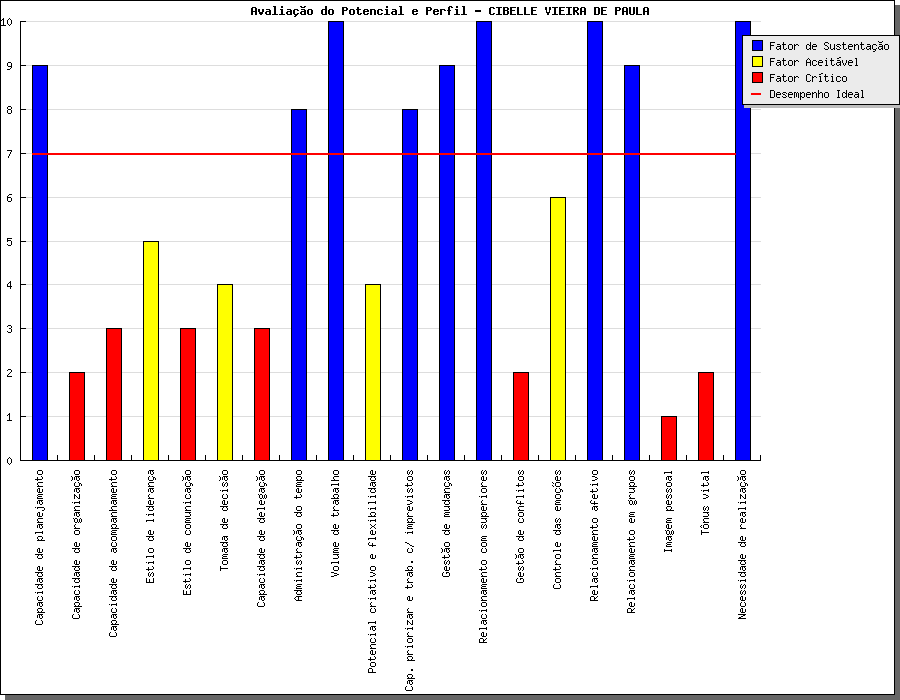 Avaliação do Potencial e Perfil - CIBELLE VIEIRA DE PAULA
Fator de Sustentação
Fator Aceitável
Fator Crítico
Desempenho Ideal
10
9
8
7
6
5
4
3
2
1
0
Capacidade de planejamento
Capacidade de organização
Capacidade de acompanhamento
Estilo de liderança
Estilo de comunicação
Tomada de decisão
Capacidade de delegação
Administração do tempo
Volume de trabalho
Potencial criativo e flexibilidade
Cap. priorizar e trab. c/ imprevistos
Gestão de mudanças
Relacionamento com superiores
Gestão de conflitos
Controle das emoções
Relacionamento afetivo
Relacionamento em grupos
Imagem pessoal
Tônus vital
Necessidade de realização